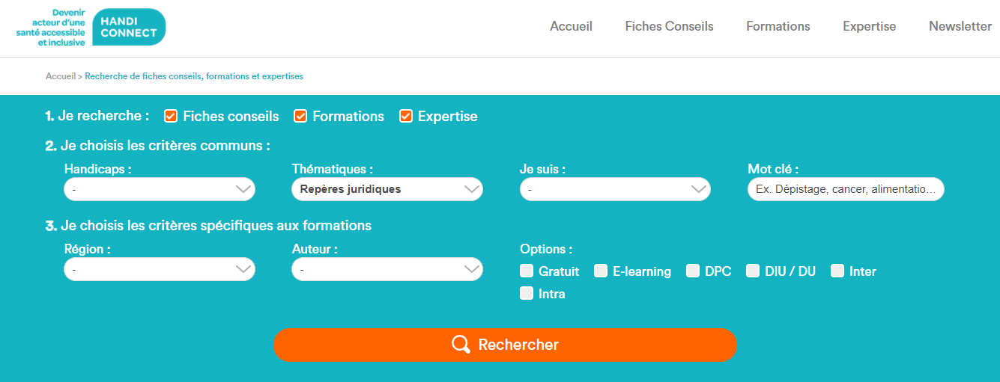 Devenir
acteur d'une
santé accessible
et inclusive
HANDI
CONNECT
Accueil Fiches Conseils Formations Expertise Newsletter
Accueil > Recherche de fiches conseils, formations et expertises
1. Je recherche : Fiches conseils Formations Expertise
2. Je choisis les critères communs :
Handicaps : Thématiques : Je suis : Mot clé :
- Repères juridiques - Ex. Dépistage, cancer, alimentatio...
3. Je choisis les critères spécifiques aux formations
Région : Auteur : Options :
- - Gratuit E-learning DPC DIU / DU Inter
Intra
Rechercher